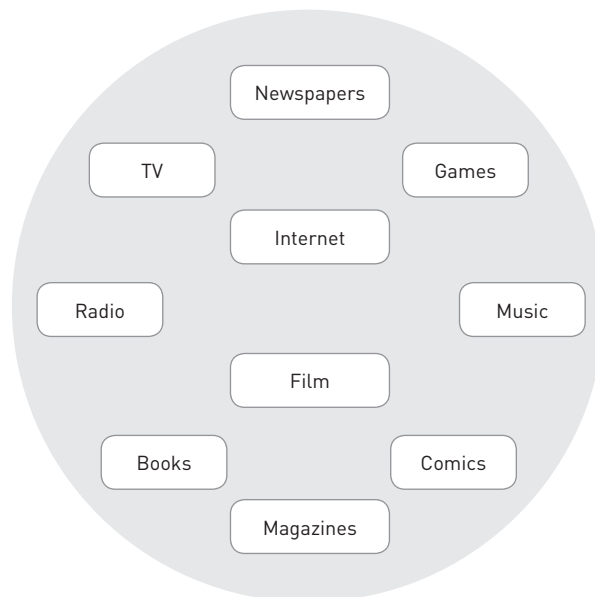 Newspapers
TV
Games
Internet
Radio
Music
Film
Books
Comics
Magazines